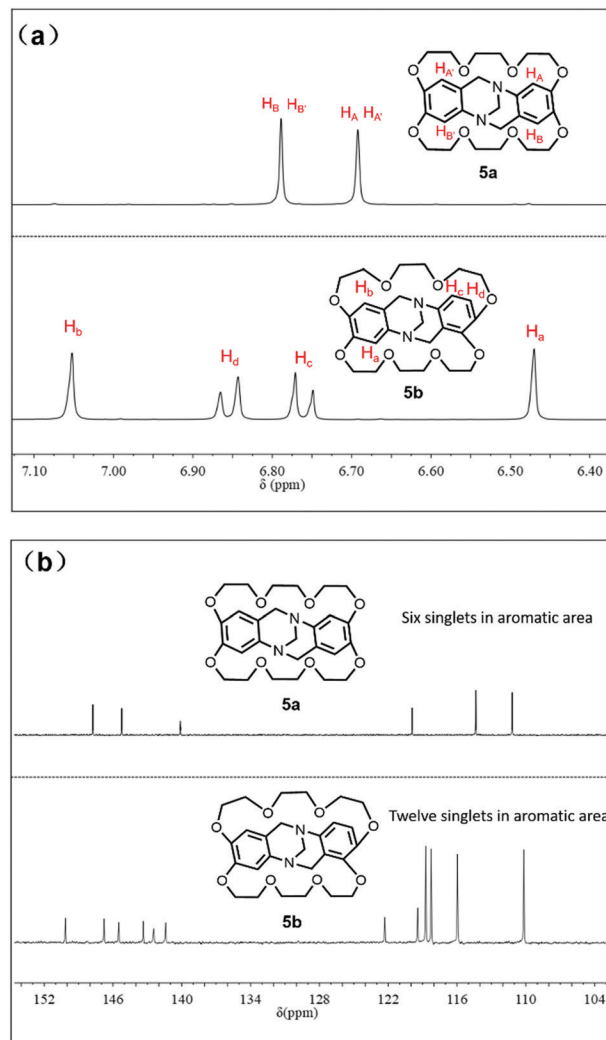 (a)
H_A' H_A
H_B H_B' H_A H_A'
H_B' H_B
O O O O
N
N
O O O O
5a
H_b H_c H_d
H_b H_d H_c H_a
H_a
O O O O
N
N
O O O O
5b
7.10 7.00 6.90 6.80 6.70 6.60 6.50 6.40
δ (ppm)
(b)
O O O O
N
N
O O O O
Six singlets in aromatic area
5a
O O O O
N
N
O O O O
Twelve singlets in aromatic area
5b
152 146 140 134 128 122 116 110 104
δ(ppm)